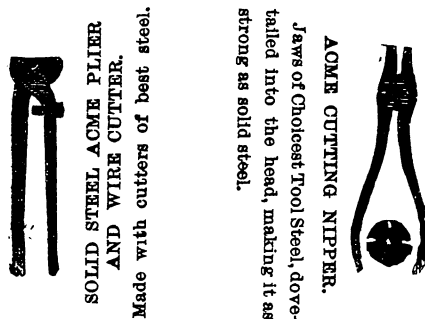 ACME CUTTING NIPPER.
Jaws of Choicest Tool Steel, dove-
tailed into the head, making it as
strong as solid steel.
SOLID STEEL ACME PLIER
AND WIRE CUTTER.
Made with cutters of best steel.